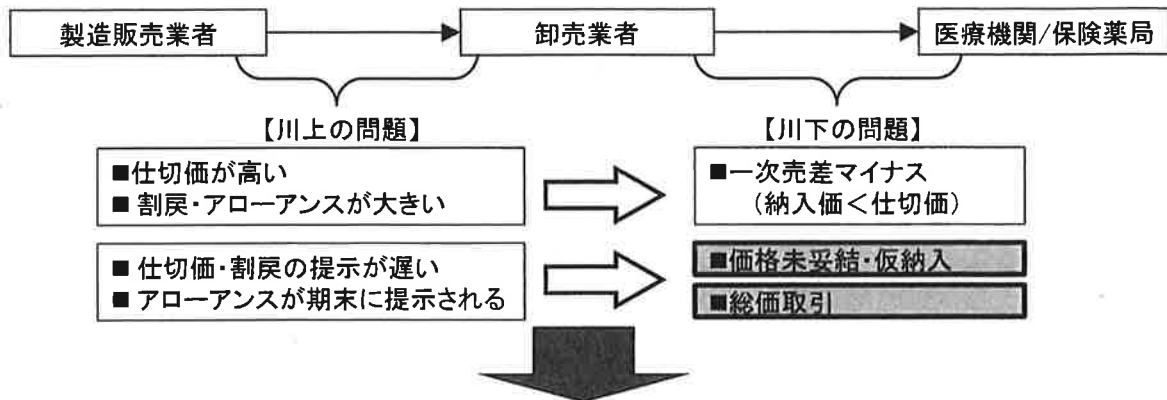 製造販売業者
卸売業者
医療機関/保険薬局
【川上の問題】
【川下の問題】
■仕切価が高い
■割戻・アローアンスが大きい
■一次売差マイナス
(納入価<仕切価)
■仕切価・割戻の提示が遅い
■アローアンスが期末に提示される
■価格未妥結・仮納入
■総価取引